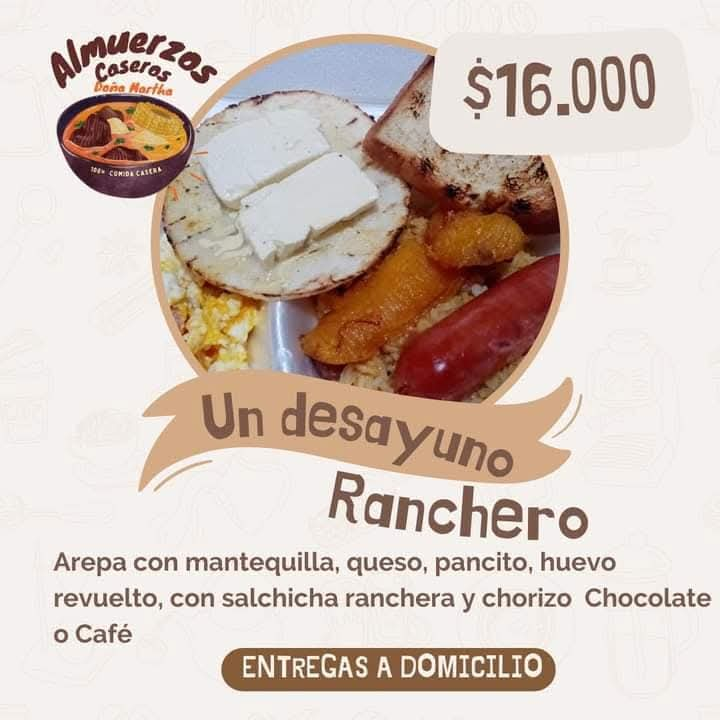 Almuerzos
Caseros
Doña Martha
100% COMIDA CASERA
$16.000
Un desayuno
Ranchero
Arepa con mantequilla, queso, pancito, huevo
revuelto, con salchicha ranchera y chorizo Chocolate
o Café
ENTREGAS A DOMICILIO